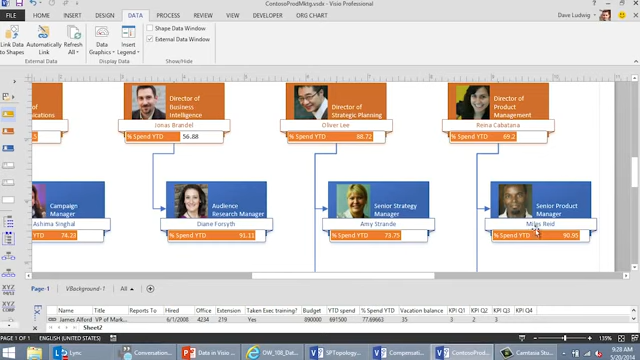 ContosoProdMktg.vsdx - Visio Professional
Dave Ludwig
FILE HOME INSERT DESIGN DATA PROCESS REVIEW VIEW DEVELOPER ORG CHART
Link Data to Shapes
Automatically Link
Refresh All
External Data
Data Graphics
Insert Legend
Display Data
Shape Data Window
External Data Window
Show/Hide
Director of Business Intelligence
Director of Strategic Planning
Director of Product Management
Jonas Brandel
Oliver Lee
Reina Cabatana
% Spend YTD 56.88
% Spend YTD 88.72
% Spend YTD 69.2
Campaign Manager
Audience Research Manager
Senior Strategy Manager
Senior Product Manager
Ashima Singhal
Diane Forsyth
Amy Strande
Miles Reid
74.23
% Spend YTD 91.11
% Spend YTD 73.75
% Spend YTD 90.95
Page-1 VBackground-1 All
Name Title Reports To Hired Office Extension Taken Exec training? Budget YTD spend % Spend Vacation balance KPI Q1 KPI Q2 KPI Q3 KPI Q4
James Alford VP of Mark 6/1/2008 4234 219 Yes 890000 691500 77.69663 35
Sheet2
PAGE 1 OF 1 ENGLISH (UNITED STATES)
135%
Lync
Conversation
Data in Visio
OW_108_Dat
SPTopology
Compensati
ContosoProd
Camtasia Stu
9:28 AM